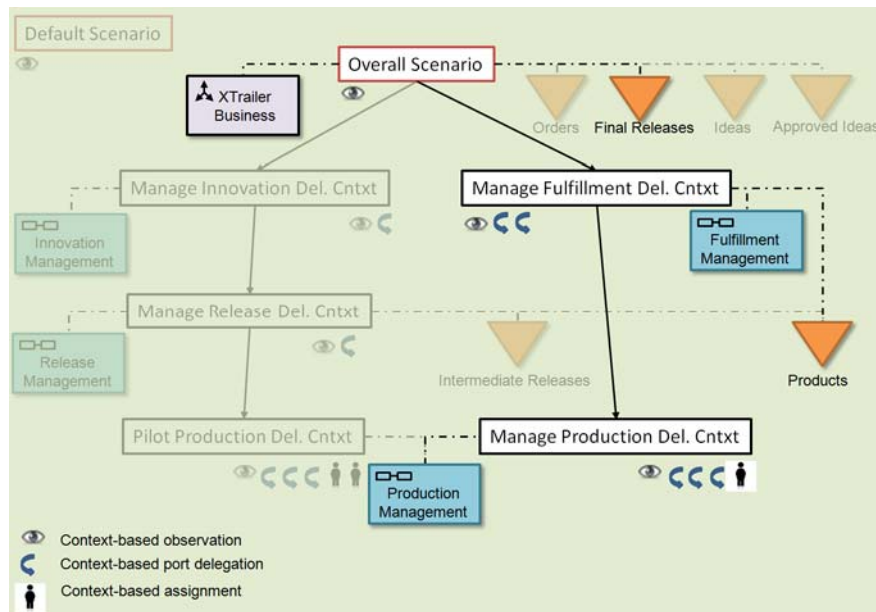 Default Scenario
Overall Scenario
XTrailer
Business
Orders
Final Releases
Ideas
Approved Ideas
Manage Innovation Del. Cntxt
Manage Fulfillment Del. Cntxt
Innovation
Management
Fulfillment
Management
Manage Release Del. Cntxt
Release
Management
Intermediate Releases
Products
Pilot Production Del. Cntxt
Manage Production Del. Cntxt
Production
Management
Context-based observation
Context-based port delegation
Context-based assignment